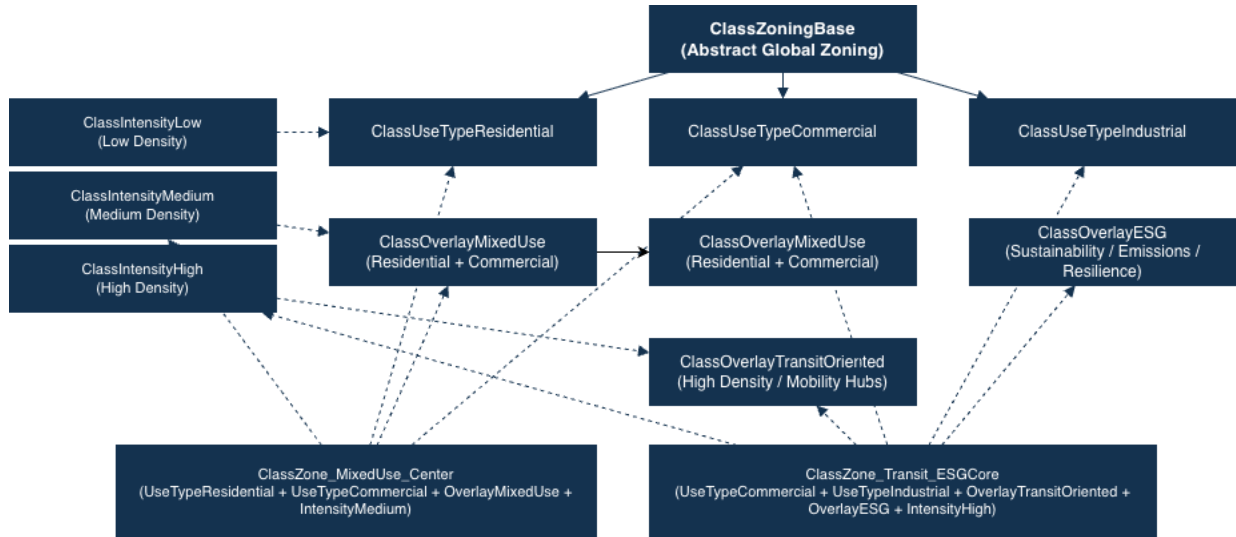 ClassZoningBase
(Abstract Global Zoning)
ClassIntensityLow
(Low Density)
ClassUseTypeResidential
ClassUseTypeCommercial
ClassUseTypeIndustrial
ClassIntensityMedium
(Medium Density)
ClassOverlayMixedUse
(Residential + Commercial)
ClassOverlayMixedUse
(Residential + Commercial)
ClassOverlayESG
(Sustainability / Emissions /
Resilience)
ClassIntensityHigh
(High Density)
ClassOverlayTransitOriented
(High Density / Mobility Hubs)
ClassZone_MixedUse_Center
(UseTypeResidential + UseTypeCommercial + OverlayMixedUse +
IntensityMedium)
ClassZone_Transit_ESGCore
(UseTypeCommercial + UseTypeIndustrial + OverlayTransitOriented +
OverlayESG + IntensityHigh)